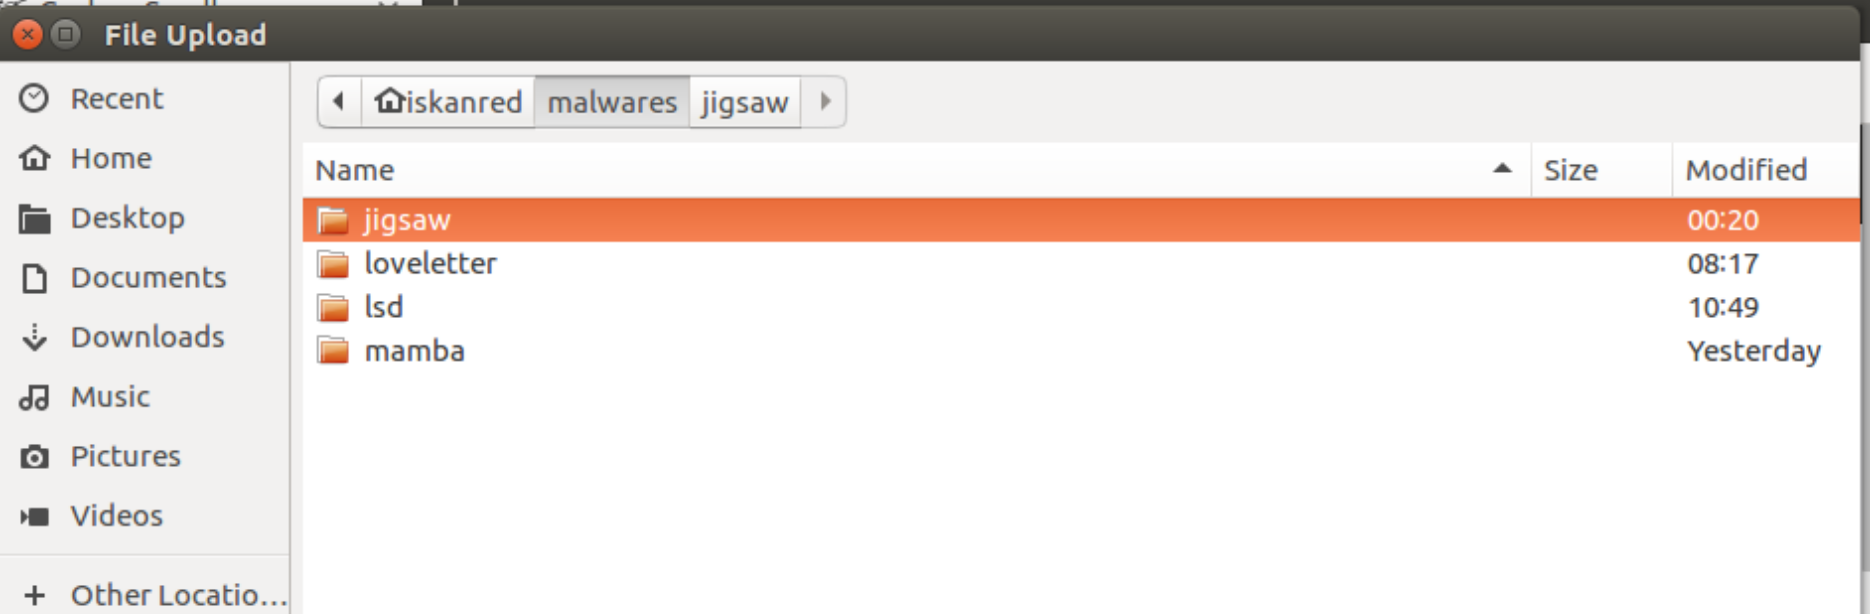 File Upload
Recent
Home
Desktop
Documents
Downloads
Music
Pictures
Videos
+ Other Locatio...
iskanred malwares jigsaw
Name Size Modified
jigsaw 00:20
loveletter 08:17
lsd 10:49
mamba Yesterday